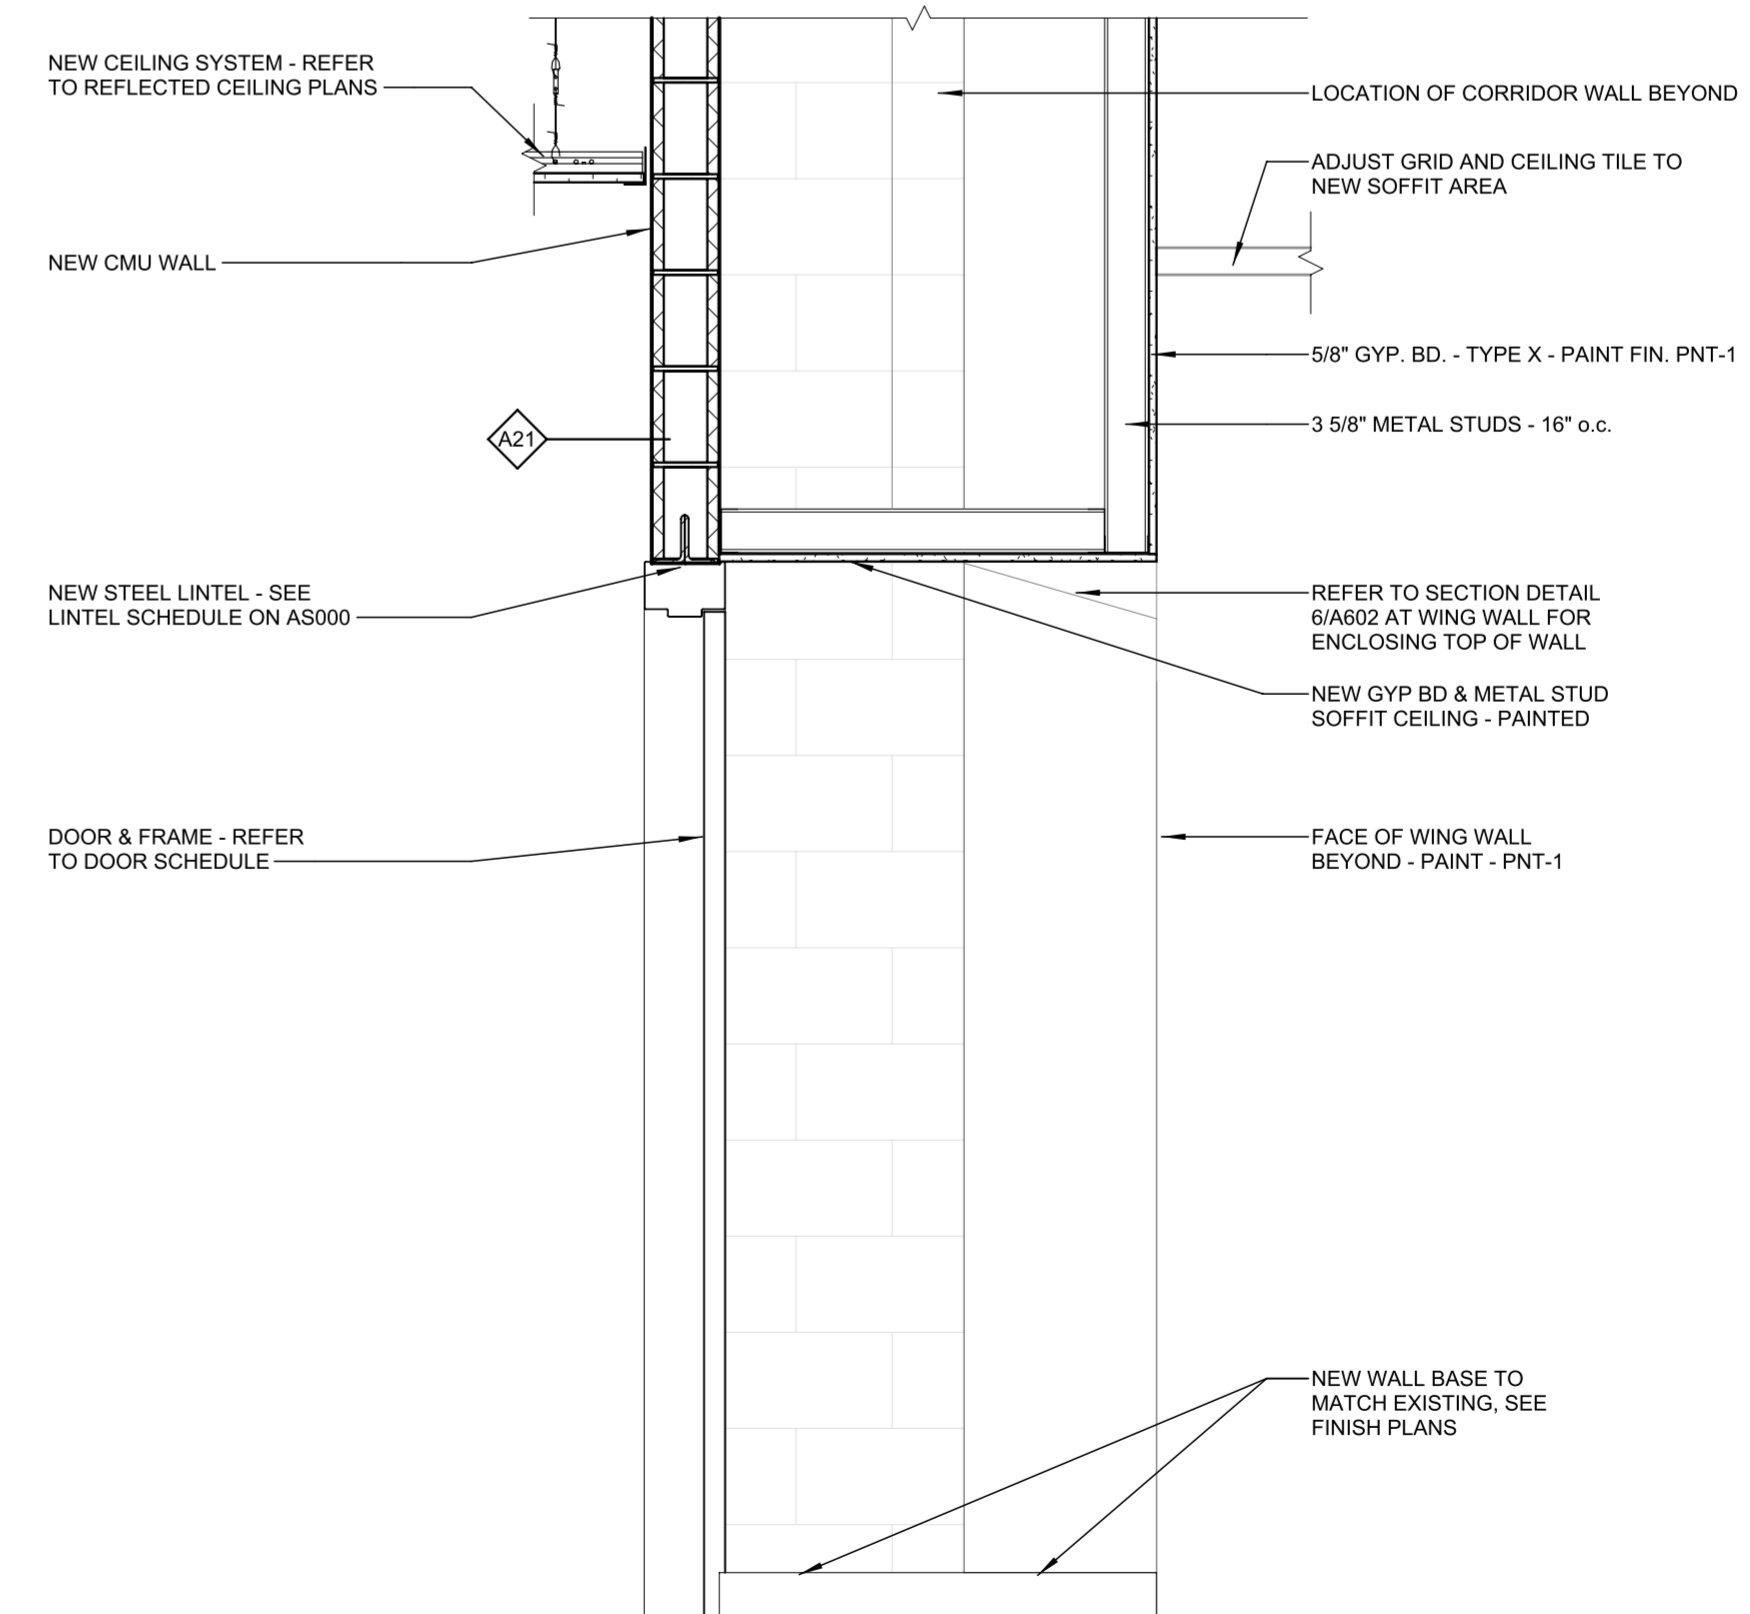 NEW CEILING SYSTEM - REFER
TO REFLECTED CEILING PLANS
NEW CMU WALL
A21
NEW STEEL LINTEL - SEE
LINTEL SCHEDULE ON AS000
DOOR & FRAME - REFER
TO DOOR SCHEDULE
LOCATION OF CORRIDOR WALL BEYOND
ADJUST GRID AND CEILING TILE TO
NEW SOFFIT AREA
5/8" GYP. BD. - TYPE X - PAINT FIN. PNT-1
3 5/8" METAL STUDS - 16" o.c.
REFER TO SECTION DETAIL
6/A602 AT WING WALL FOR
ENCLOSING TOP OF WALL
NEW GYP BD & METAL STUD
SOFFIT CEILING - PAINTED
FACE OF WING WALL
BEYOND - PAINT - PNT-1
NEW WALL BASE TO
MATCH EXISTING, SEE
FINISH PLANS